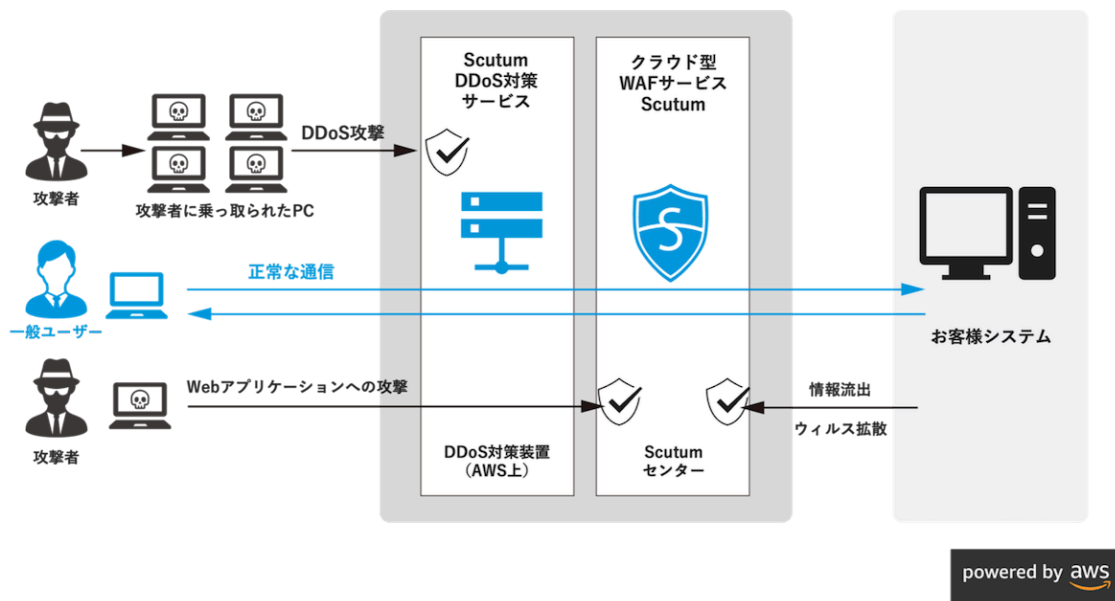 Scutum
DDoS対策
サービス
クラウド型
WAFサービス
Scutum
DDoS攻撃
攻撃者
攻撃者に乗っ取られたPC
正常な通信
一般ユーザー
お客様システム
Webアプリケーションへの攻撃
情報流出
ウィルス拡散
攻撃者
DDoS対策装置
（AWS上）
Scutum
センター
powered by aws